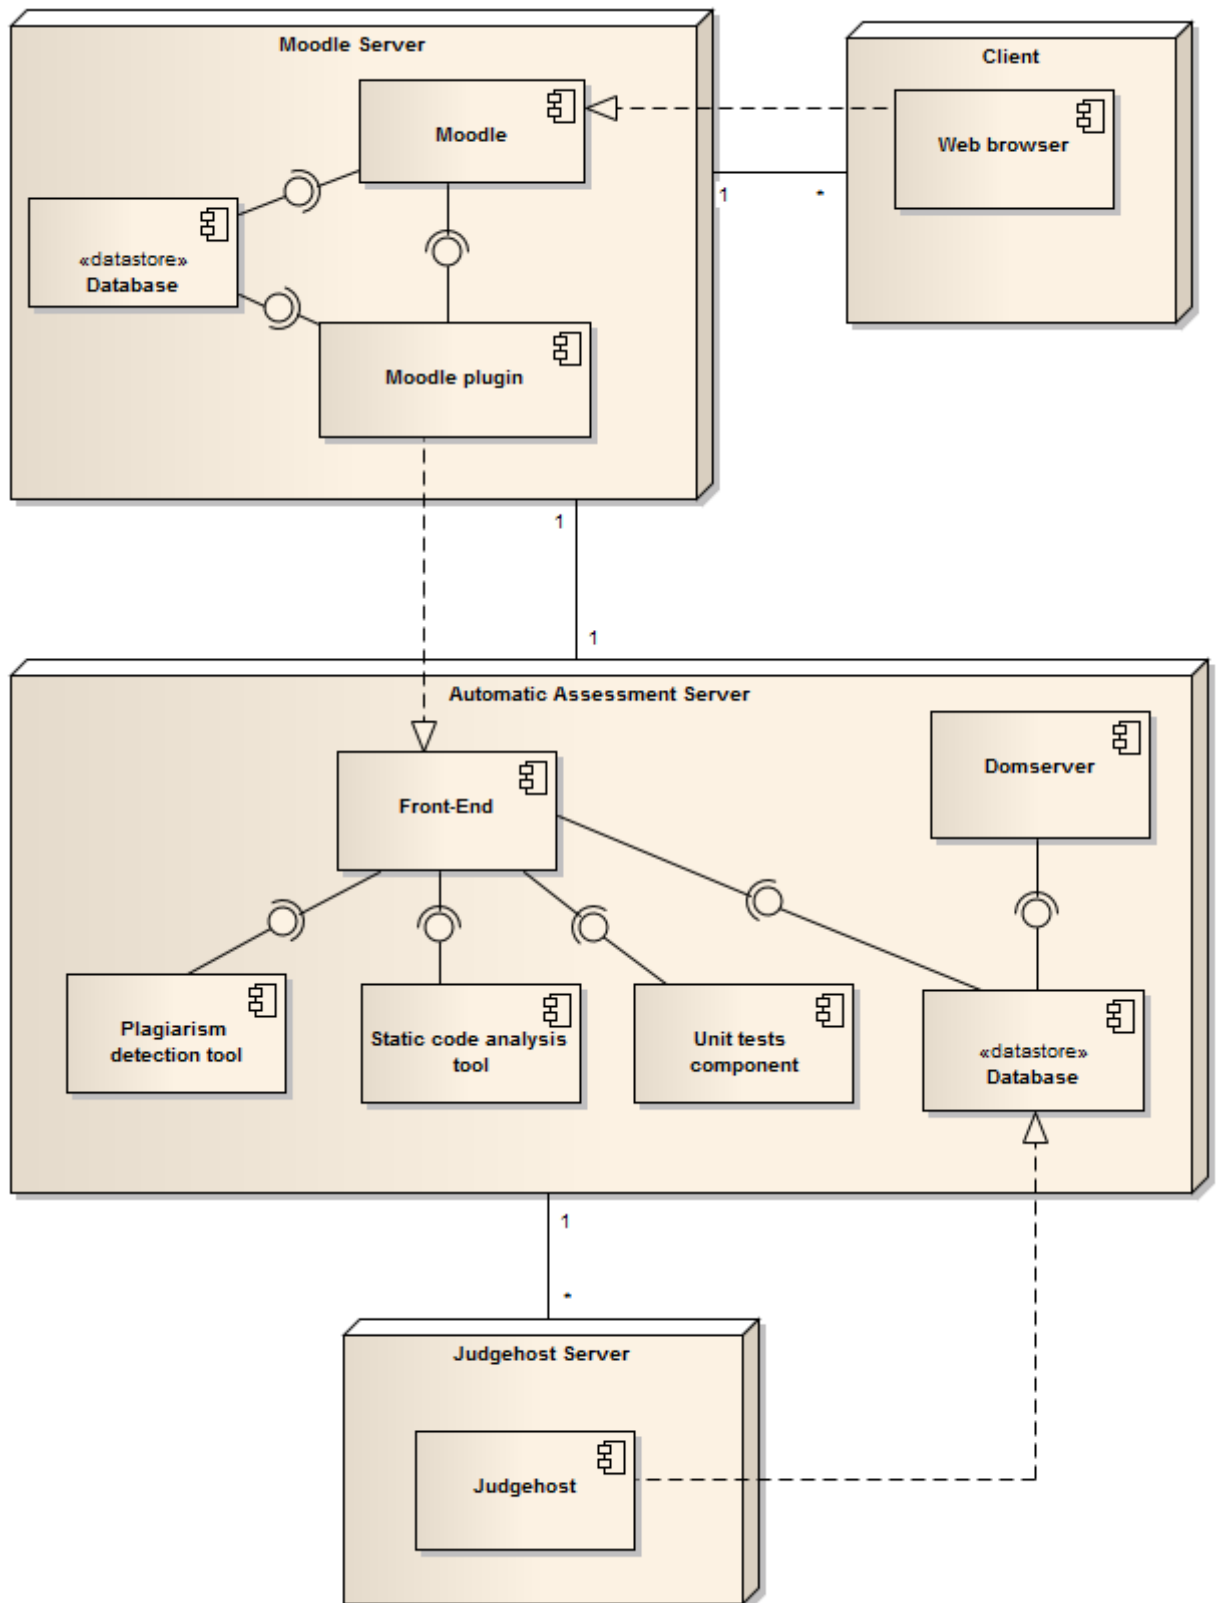 Moodle Server
Client
Moodle
Web browser
1
*
«datastore»
Database
Moodle plugin
1
1
Automatic Assessment Server
Domserver
Front-End
Plagiarism
detection tool
Static code analysis
tool
Unit tests
component
«datastore»
Database
1
*
Judgehost Server
Judgehost